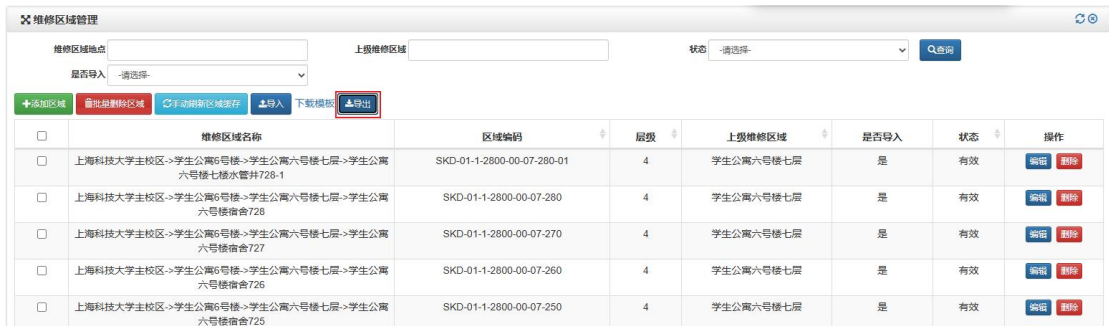 维修区域管理
维修区域地点 上级维修区域 状态 -请选择- 查询
是否导入 -请选择-
添加区域 批量删除区域 手动刷新区域缓存 导入 下载模板 导出
维修区域名称 区域编码 层级 上级维修区域 是否导入 状态 操作
上海科技大学主校区->学生公寓6号楼->学生公寓六号楼七层->学生公寓 SKD-01-1-2800-00-07-280-01 4 学生公寓六号楼七层 是 有效 编辑 删除
六号楼七楼水管井728-1
上海科技大学主校区->学生公寓6号楼->学生公寓六号楼七层->学生公寓 SKD-01-1-2800-00-07-280 4 学生公寓六号楼七层 是 有效 编辑 删除
六号楼宿舍728
上海科技大学主校区->学生公寓6号楼->学生公寓六号楼七层->学生公寓 SKD-01-1-2800-00-07-270 4 学生公寓六号楼七层 是 有效 编辑 删除
六号楼宿舍727
上海科技大学主校区->学生公寓6号楼->学生公寓六号楼七层->学生公寓 SKD-01-1-2800-00-07-260 4 学生公寓六号楼七层 是 有效 编辑 删除
六号楼宿舍726
上海科技大学主校区->学生公寓6号楼->学生公寓六号楼七层->学生公寓 SKD-01-1-2800-00-07-250 4 学生公寓六号楼七层 是 有效 编辑 删除
六号楼宿舍725